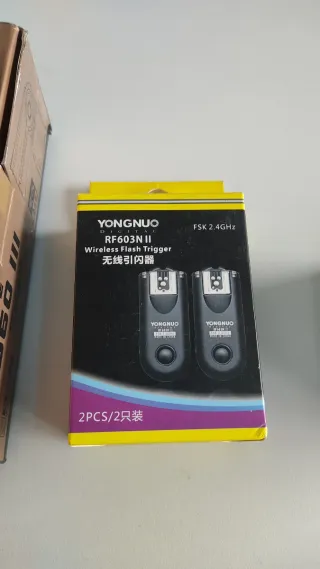 YONGNUO
DIGITAL
RF603N II
Wireless Flash Trigger
无线引闪器
FSK 2.4GHz
YONGNUO
YONGNUO
2PCS/2只装